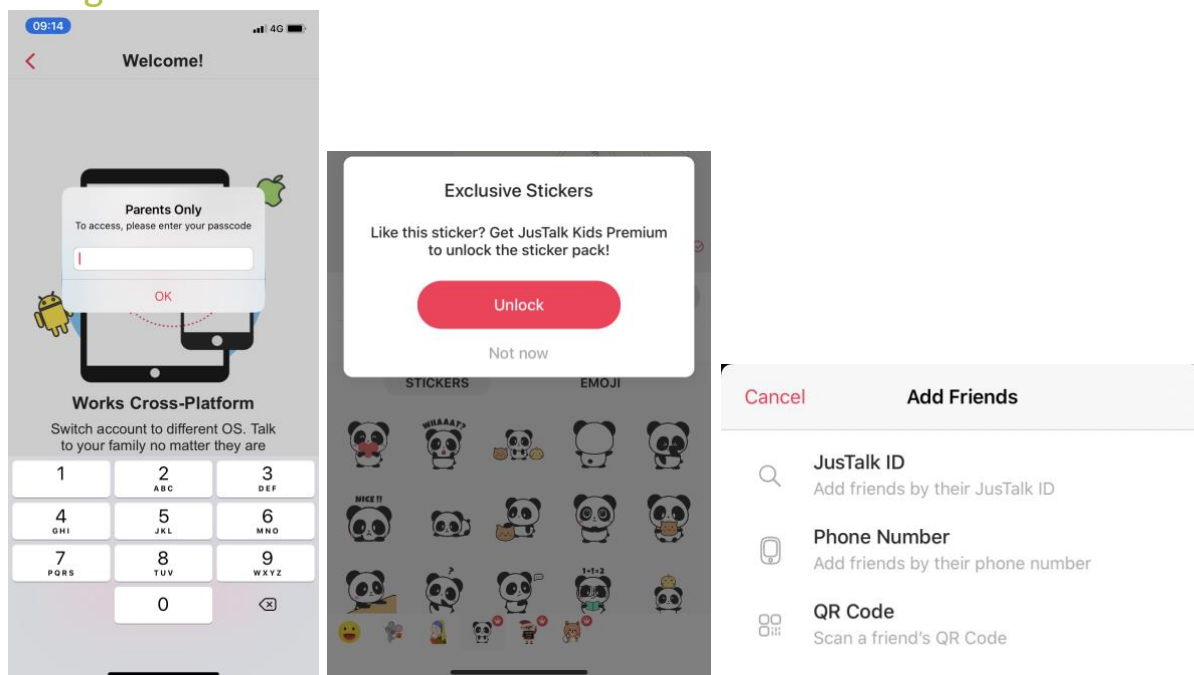 09:14
4G
Welcome!
Parents Only
To access, please enter your passcode
OK
Works Cross-Platform
Switch account to different OS. Talk
to your family no matter they are
1
2
ABC
3
DEF
4
GHI
5
JKL
6
MNO
7
PQRS
8
TUV
9
WXYZ
0
Exclusive Stickers
Like this sticker? Get JusTalk Kids Premium
to unlock the sticker pack!
Unlock
Not now
STICKERS
EMOJI
WHAAAT?
NICE !!
?
1+1=2
Cancel
Add Friends
JusTalk ID
Add friends by their JusTalk ID
Phone Number
Add friends by their phone number
QR Code
Scan a friend's QR Code